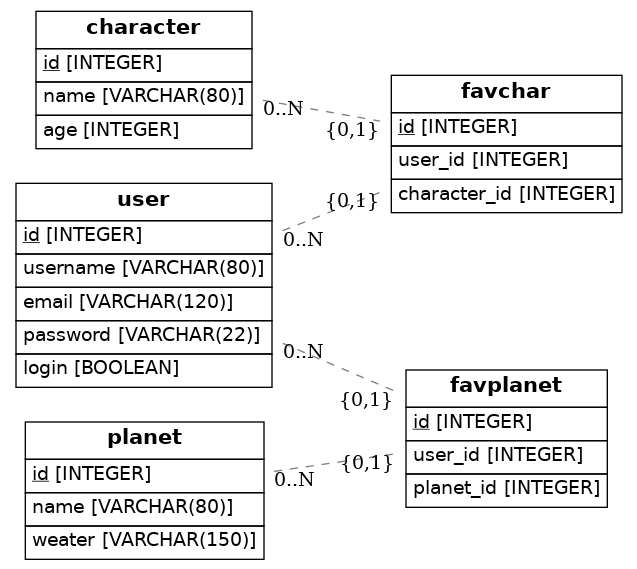 character
id [INTEGER]
name [VARCHAR(80)]
age [INTEGER]
0..N
{0,1}
favchar
id [INTEGER]
user_id [INTEGER]
character_id [INTEGER]
user
id [INTEGER]
username [VARCHAR(80)]
email [VARCHAR(120)]
password [VARCHAR(22)]
login [BOOLEAN]
{0,1}
0..N
0..N
{0,1}
favplanet
id [INTEGER]
user_id [INTEGER]
planet_id [INTEGER]
planet
id [INTEGER]
name [VARCHAR(80)]
weater [VARCHAR(150)]
{0,1}
0..N